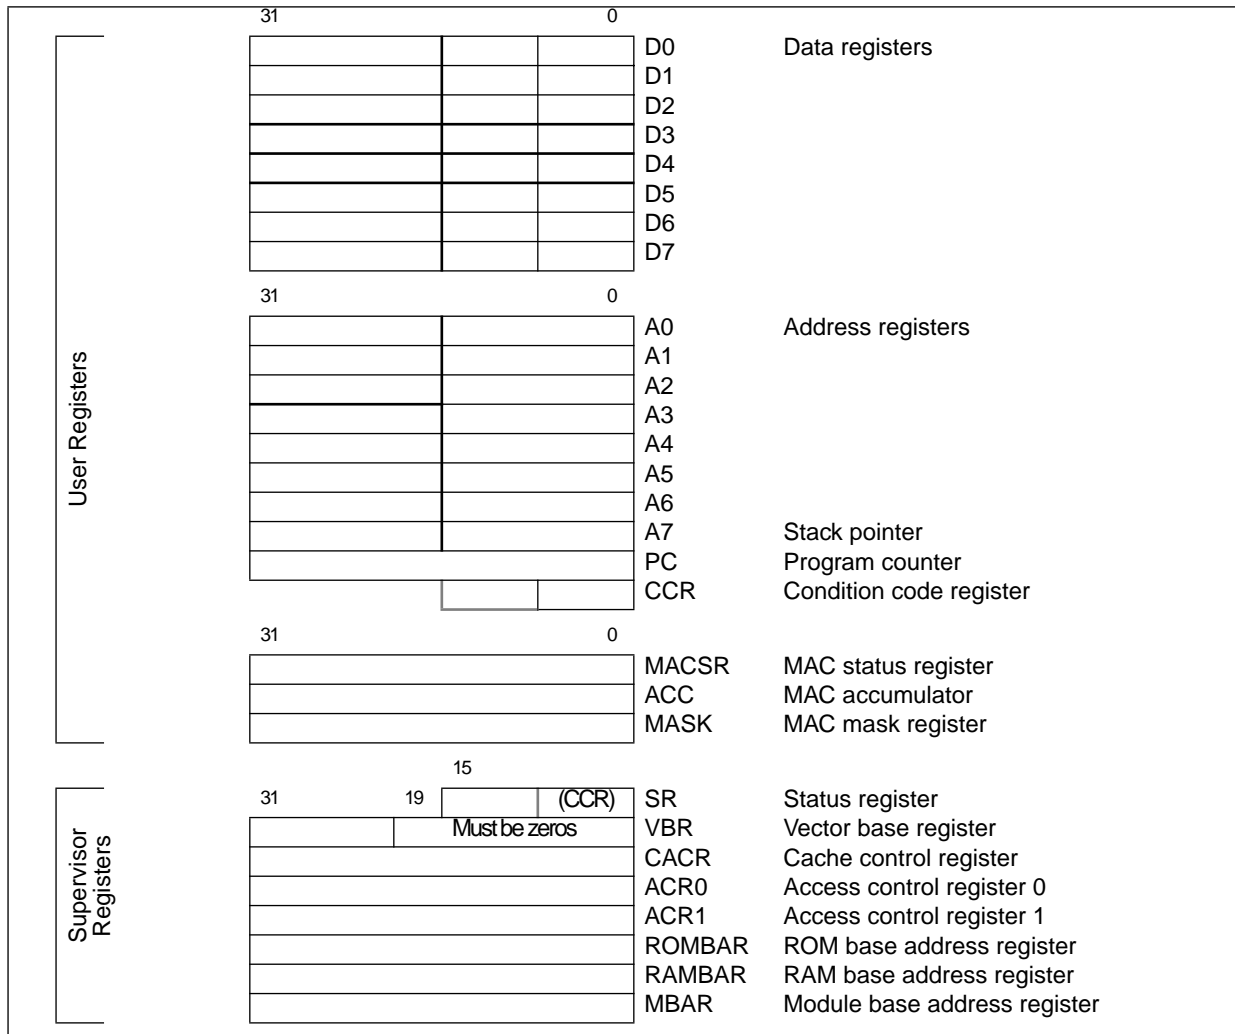 31 0
D0 Data registers
D1
D2
D3
D4
D5
D6
D7
31 0
A0 Address registers
A1
A2
A3
A4
A5
A6
A7 Stack pointer
PC Program counter
CCR Condition code register
31 0
MACSR MAC status register
ACC MAC accumulator
MASK MAC mask register
User Registers
15
31 19 (CCR) SR Status register
Must be zeros VBR Vector base register
CACR Cache control register
ACR0 Access control register 0
ACR1 Access control register 1
ROMBAR ROM base address register
RAMBAR RAM base address register
MBAR Module base address register
Supervisor
Registers